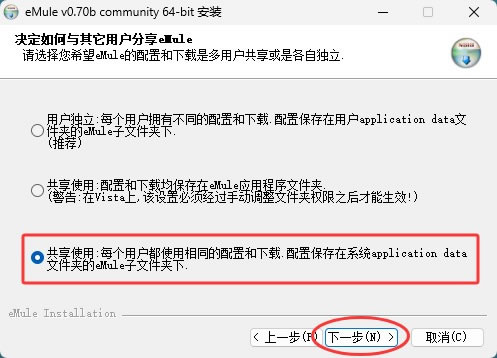 eMule v0.70b community 64-bit 安装
决定如何与其它用户分享eMule
请选择您希望eMule的配置和下载是多用户共享或是各自独立.
用户独立:每个用户拥有不同的配置和下载.配置保存在用户application data文
件夹的eMule子文件夹下.
(推荐)
共享使用:配置和下载均保存在eMule应用程序文件夹.
(警告:在Vista上,该设置必须经过手动调整文件夹权限之后才能生效!)
共享使用:每个用户都使用相同的配置和下载.配置保存在系统application data
文件夹的eMule子文件夹下.
eMule Installation
< 上一步(P)
下一步(N) >
取消(C)